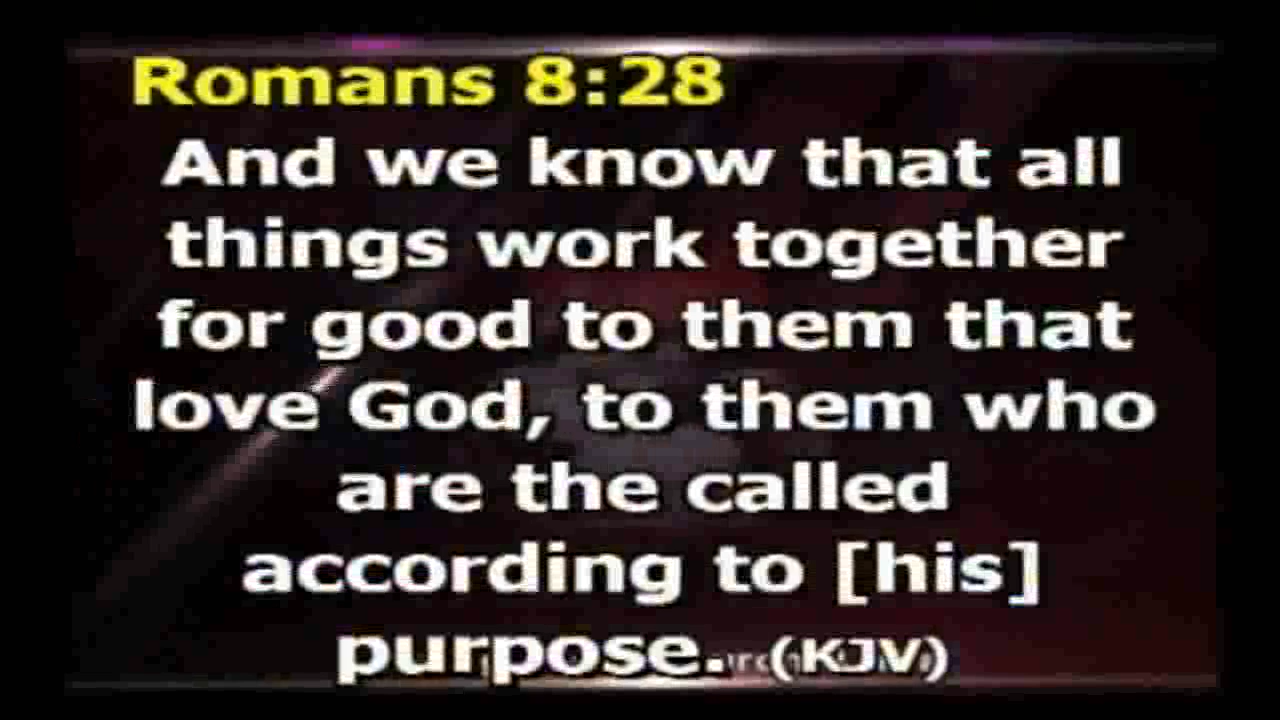 Romans 8:28
And we know that all
things work together
for good to them that
love God, to them who
are the called
according to [his]
purpose. (KJV)